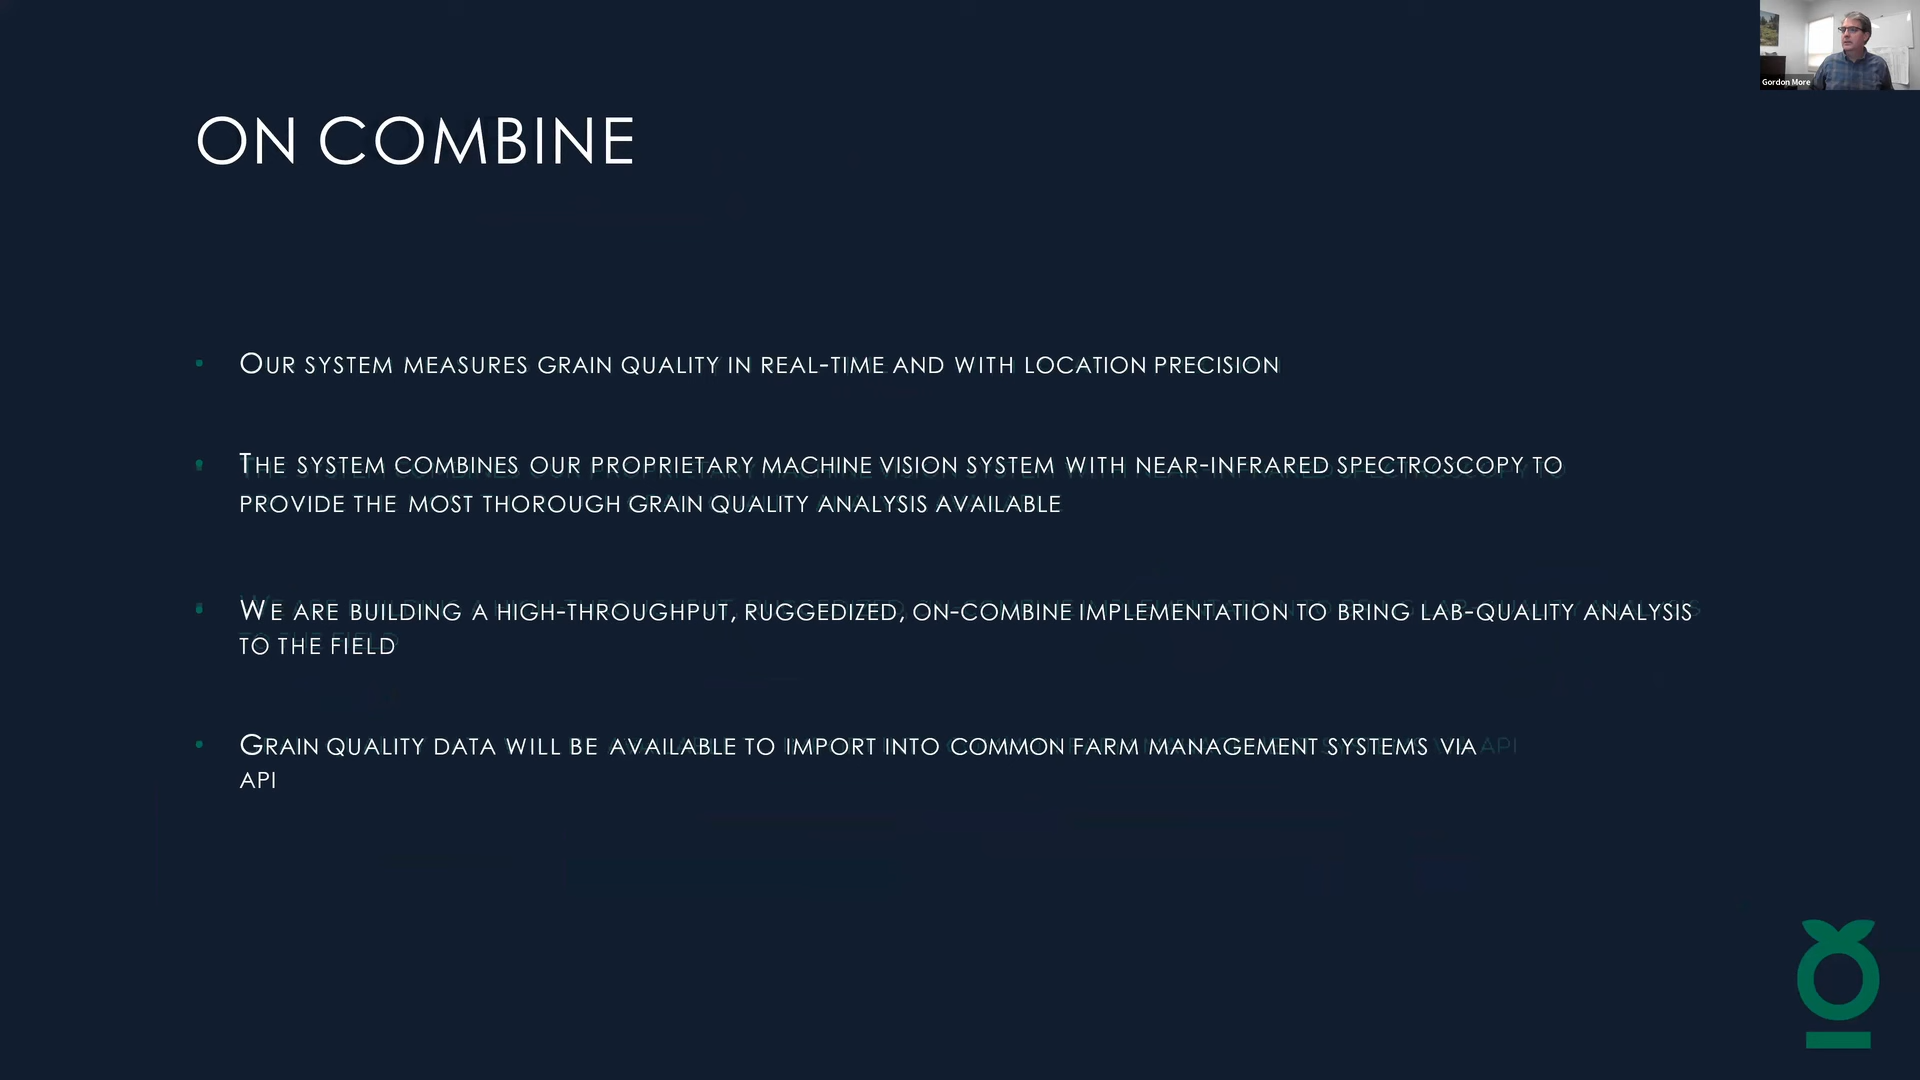 Gordon More
ON COMBINE
• OUR SYSTEM MEASURES GRAIN QUALITY IN REAL-TIME AND WITH LOCATION PRECISION
• THE SYSTEM COMBINES OUR PROPRIETARY MACHINE VISION SYSTEM WITH NEAR-INFRARED SPECTROSCOPY TO
PROVIDE THE MOST THOROUGH GRAIN QUALITY ANALYSIS AVAILABLE
• WE ARE BUILDING A HIGH-THROUGHPUT, RUGGEDIZED, ON-COMBINE IMPLEMENTATION TO BRING LAB-QUALITY ANALYSIS
TO THE FIELD
• GRAIN QUALITY DATA WILL BE AVAILABLE TO IMPORT INTO COMMON FARM MANAGEMENT SYSTEMS VIA
API